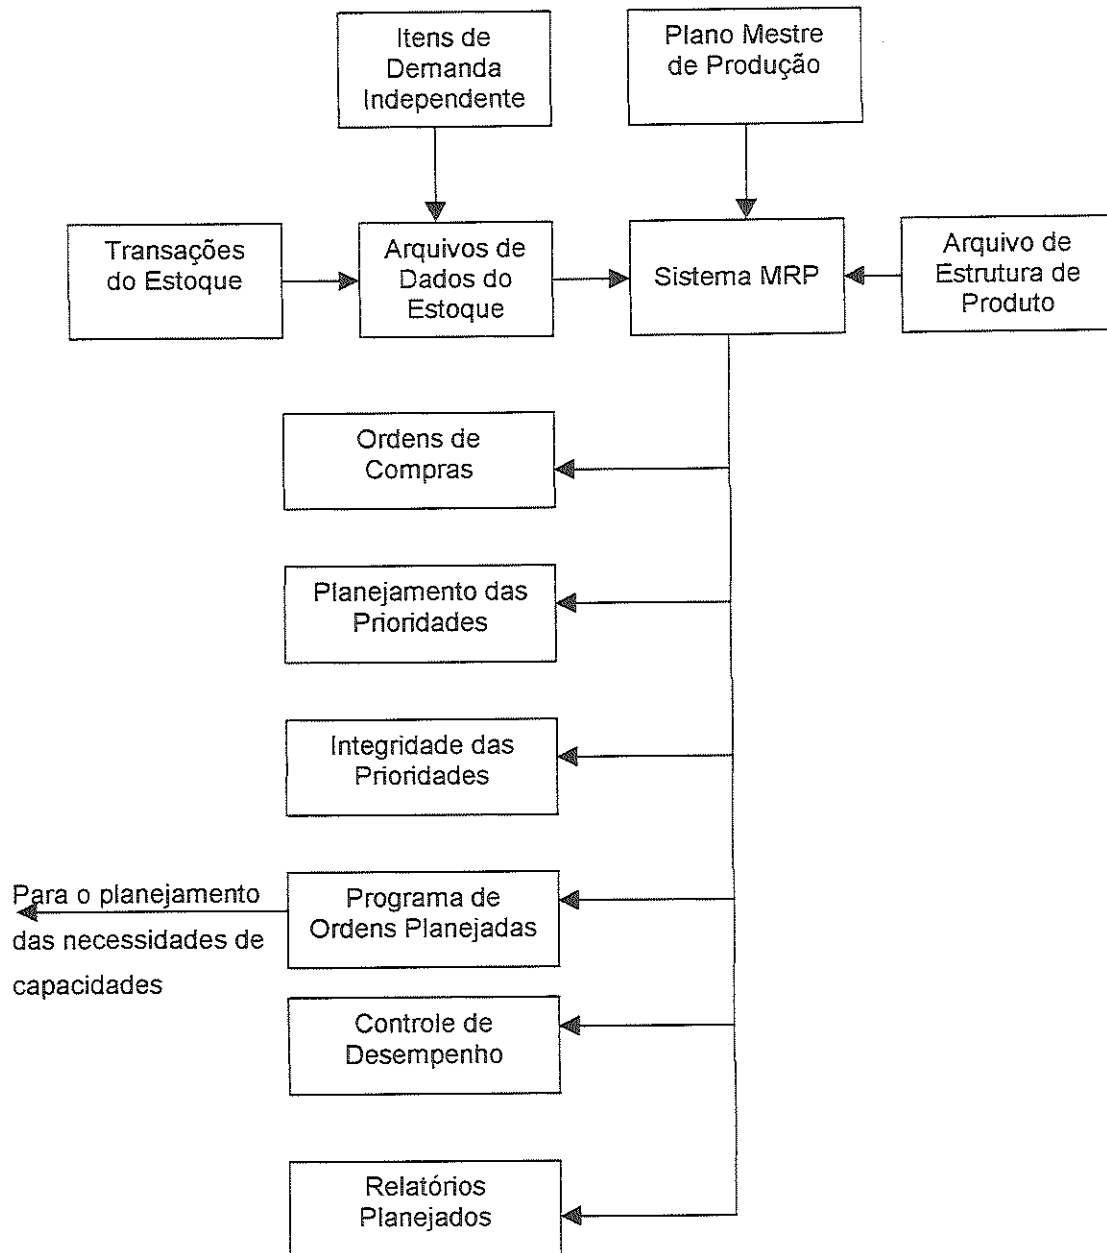 Itens de
Demanda
Independente
Plano Mestre
de Produção
Transações
do Estoque
Arquivos de
Dados do
Estoque
Sistema MRP
Arquivo de
Estrutura de
Produto
Ordens de
Compras
Planejamento das
Prioridades
Integridade das
Prioridades
Para o planejamento
das necessidades de
capacidades
Programa de
Ordens Planejadas
Controle de
Desempenho
Relatórios
Planejados